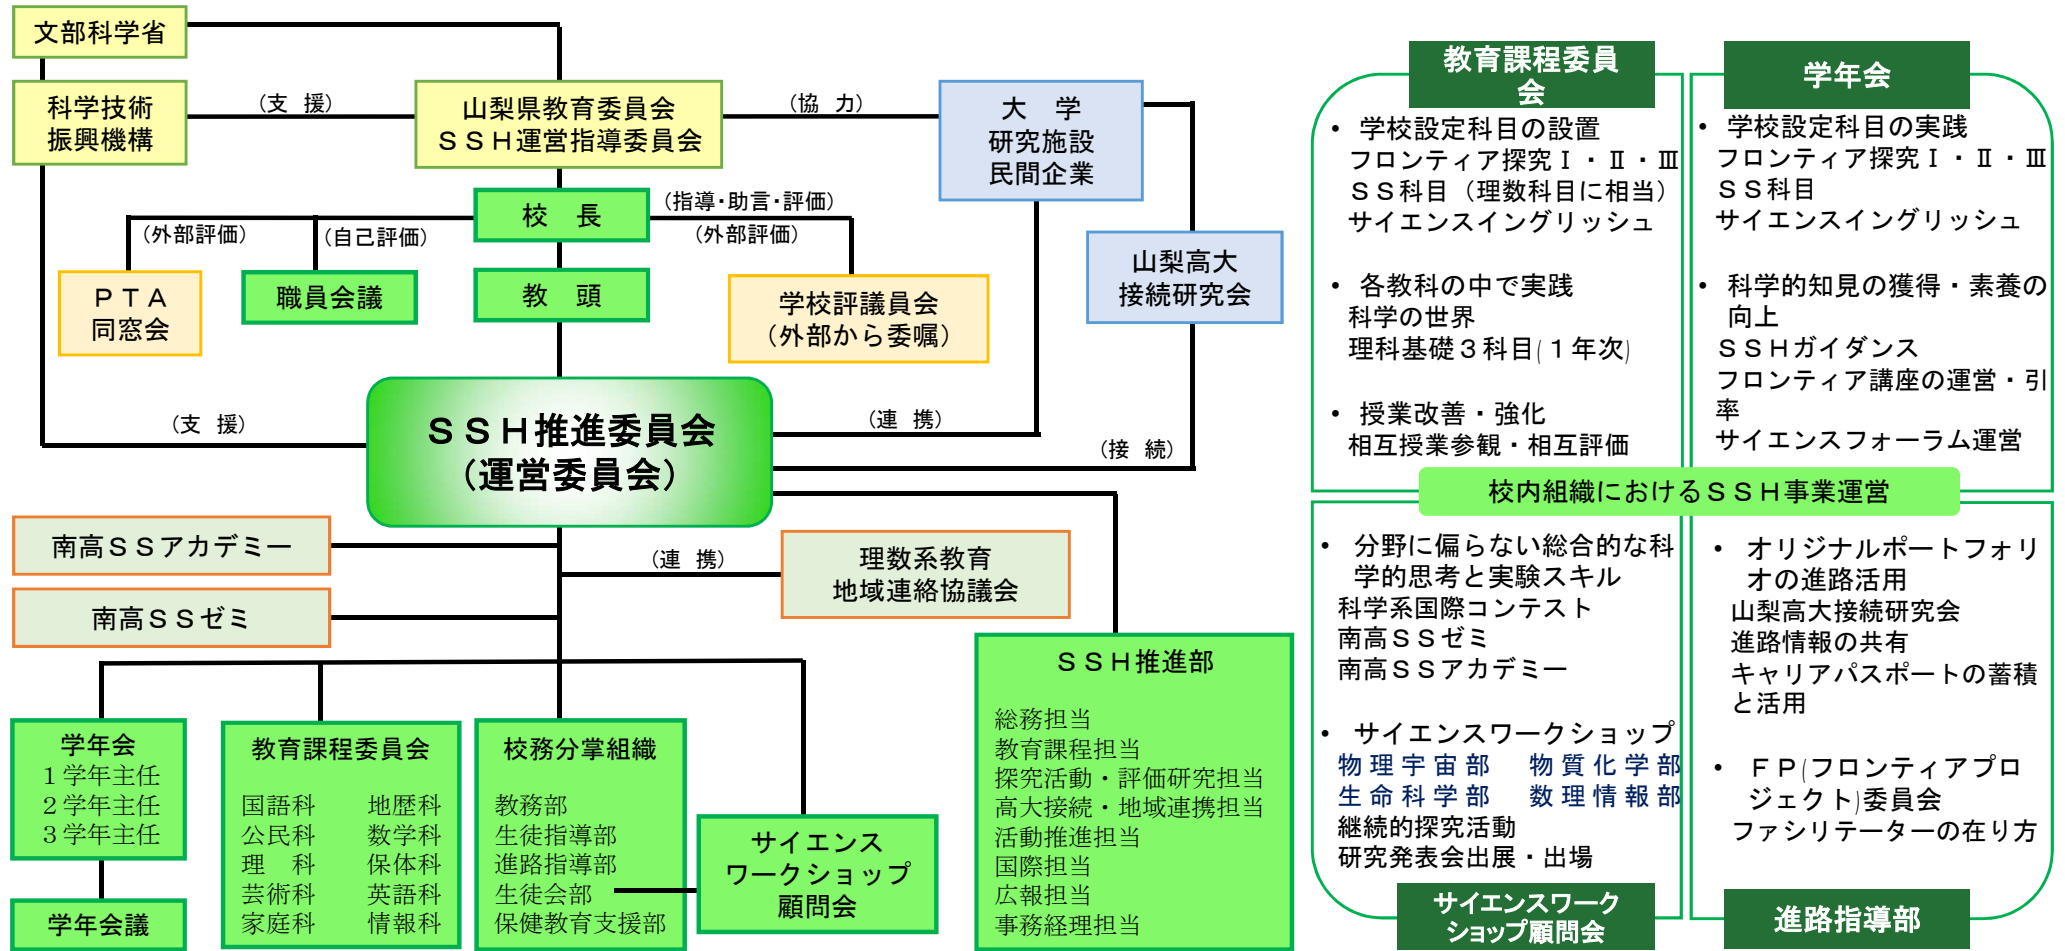 文部科学省
科学技術
振興機構
（支 援）
山梨県教育委員会
ＳＳＨ運営指導委員会
（協 力）
大 学
研究施設
民間企業
校 長
（指導・助言・評価）
（外部評価）
（自己評価）
（外部評価）
ＰＴＡ
同窓会
職員会議
教 頭
学校評議員会
（外部から委嘱）
山梨高大
接続研究会
（支 援）
ＳＳＨ推進委員会
（運営委員会）
（連 携）
（接 続）
南高ＳＳアカデミー
南高ＳＳゼミ
（連 携）
理数系教育
地域連絡協議会
学年会
１学年主任
２学年主任
３学年主任
学年会議
教育課程委員会
国語科 地歴科
公民科 数学科
理 科 保体科
芸術科 英語科
家庭科 情報科
校務分掌組織
教務部
生徒指導部
進路指導部
生徒会部
保健教育支援部
サイエンス
ワークショップ
顧問会
ＳＳＨ推進部
総務担当
教育課程担当
探究活動・評価研究担当
高大接続・地域連携担当
活動推進担当
国際担当
広報担当
事務経理担当
教育課程委員
会
• 学校設定科目の設置
フロンティア探究Ⅰ・Ⅱ・Ⅲ
ＳＳ科目（理数科目に相当）
サイエンスイングリッシュ
• 各教科の中で実践
科学の世界
理科基礎３科目(１年次)
• 授業改善・強化
相互授業参観・相互評価
学年会
• 学校設定科目の実践
フロンティア探究Ⅰ・Ⅱ・Ⅲ
ＳＳ科目
サイエンスイングリッシュ
• 科学的知見の獲得・素養の
向上
ＳＳＨガイダンス
フロンティア講座の運営・引
率
サイエンスフォーラム運営
校内組織におけるＳＳＨ事業運営
• 分野に偏らない総合的な科
学的思考と実験スキル
科学系国際コンテスト
南高ＳＳゼミ
南高ＳＳアカデミー
• サイエンスワークショップ
物理宇宙部 物質化学部
生命科学部 数理情報部
継続的探究活動
研究発表会出展・出場
サイエンスワーク
ショップ顧問会
• オリジナルポートフォリ
オの進路活用
山梨高大接続研究会
進路情報の共有
キャリアパスポートの蓄積
と活用
• ＦＰ(フロンティアプロ
ジェクト)委員会
ファシリテーターの在り方
進路指導部